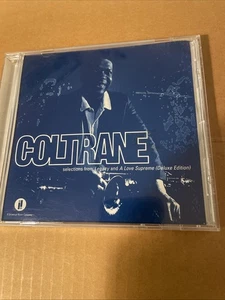 COLTRANE
selections from Legacy and A Love Supreme (Deluxe Edition)